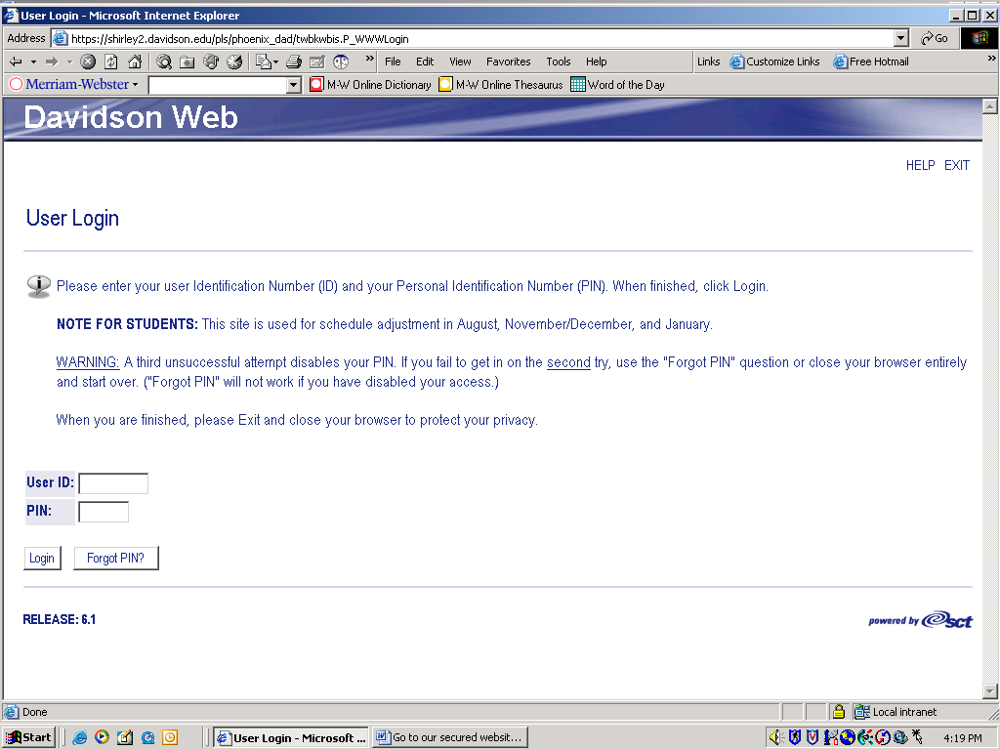 User Login - Microsoft Internet Explorer
Address https://shirley2.davidson.edu/pls/phoenix_dad/twbkwbis.P_WWWLogin Go
File Edit View Favorites Tools Help Links Customize Links Free Hotmail
Merriam-Webster M-W Online Dictionary M-W Online Thesaurus Word of the Day
Davidson Web
HELP EXIT
User Login
Please enter your user Identification Number (ID) and your Personal Identification Number (PIN). When finished, click Login.
NOTE FOR STUDENTS: This site is used for schedule adjustment in August, November/December, and January.
WARNING: A third unsuccessful attempt disables your PIN. If you fail to get in on the second try, use the "Forgot PIN" question or close your browser entirely
and start over. ("Forgot PIN" will not work if you have disabled your access.)
When you are finished, please Exit and close your browser to protect your privacy.
User ID:
PIN:
Login Forgot PIN?
RELEASE: 6.1 powered by sct
Done Local intranet
Start User Login - Microsoft ... Go to our secured websit... 4:19 PM